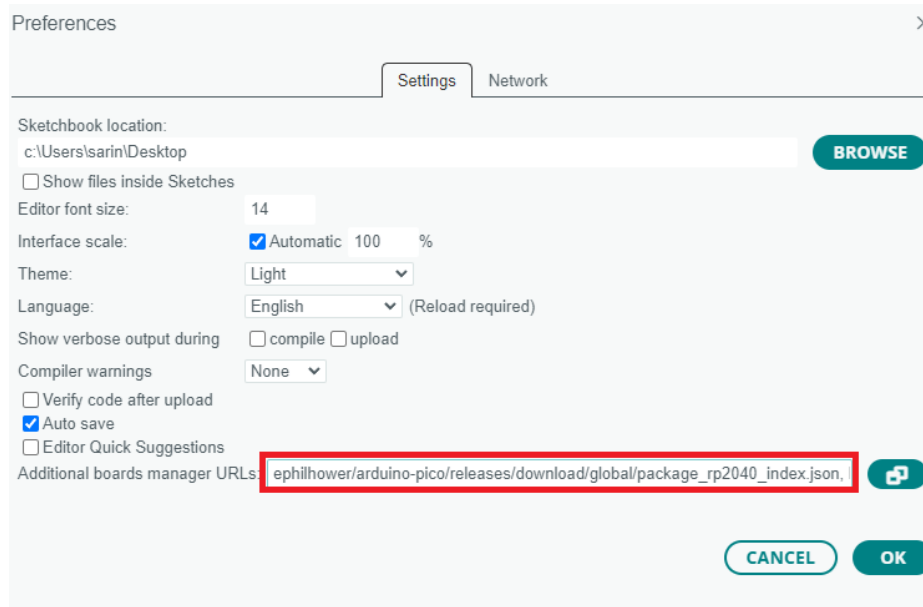 Preferences
Settings Network
Sketchbook location:
c:\Users\sarin\Desktop
BROWSE
Show files inside Sketches
Editor font size: 14
Interface scale: Automatic 100 %
Theme: Light
Language: English (Reload required)
Show verbose output during compile upload
Compiler warnings None
Verify code after upload
Auto save
Editor Quick Suggestions
Additional boards manager URLs: ephilhower/arduino-pico/releases/download/global/package_rp2040_index.json,
CANCEL OK